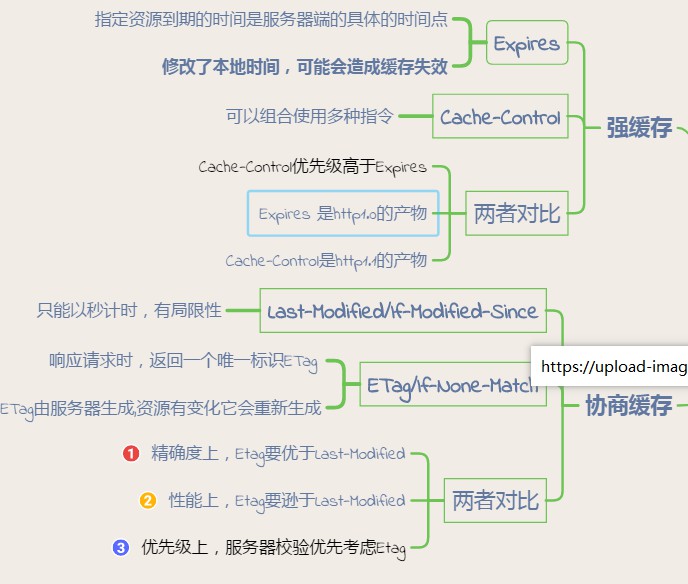 指定资源到期的时间是服务器端的具体的时间点
Expires
修改了本地时间，可能会造成缓存失效
可以组合使用多种指令
Cache-Control
强缓存
Cache-Control优先级高于Expires
Expires 是http1.0的产物
两者对比
Cache-Control是http1.1的产物
只能以秒计时，有局限性
Last-Modified/If-Modified-Since
响应请求时，返回一个唯一标识ETag
https://upload-imag
ETag/If-None-Match
ETag由服务器生成,资源有变化它会重新生成
协商缓存
1 精确度上，Etag要优于Last-Modified
2 性能上，Etag要逊于Last-Modified
两者对比
3 优先级上，服务器校验优先考虑Etag